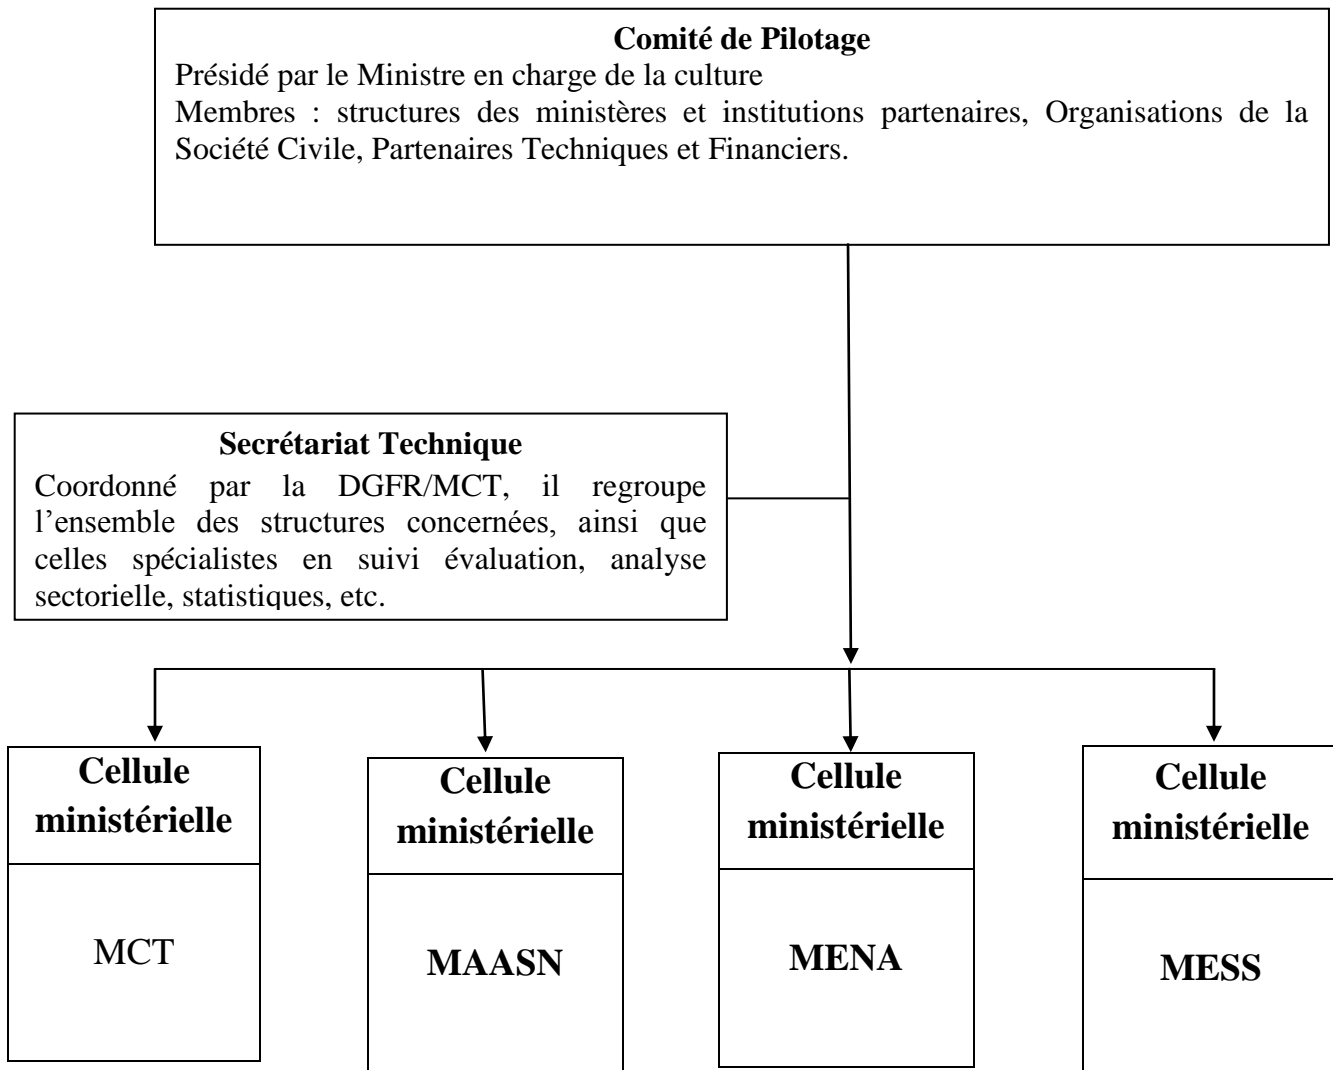 Comité de Pilotage
Présidé par le Ministre en charge de la culture
Membres : structures des ministères et institutions partenaires, Organisations de la
Société Civile, Partenaires Techniques et Financiers.
Secrétariat Technique
Coordonné par la DGFR/MCT, il regroupe
l’ensemble des structures concernées, ainsi que
celles spécialistes en suivi évaluation, analyse
sectorielle, statistiques, etc.
Cellule
ministérielle
MCT
Cellule
ministérielle
MAASN
Cellule
ministérielle
MENA
Cellule
ministérielle
MESS